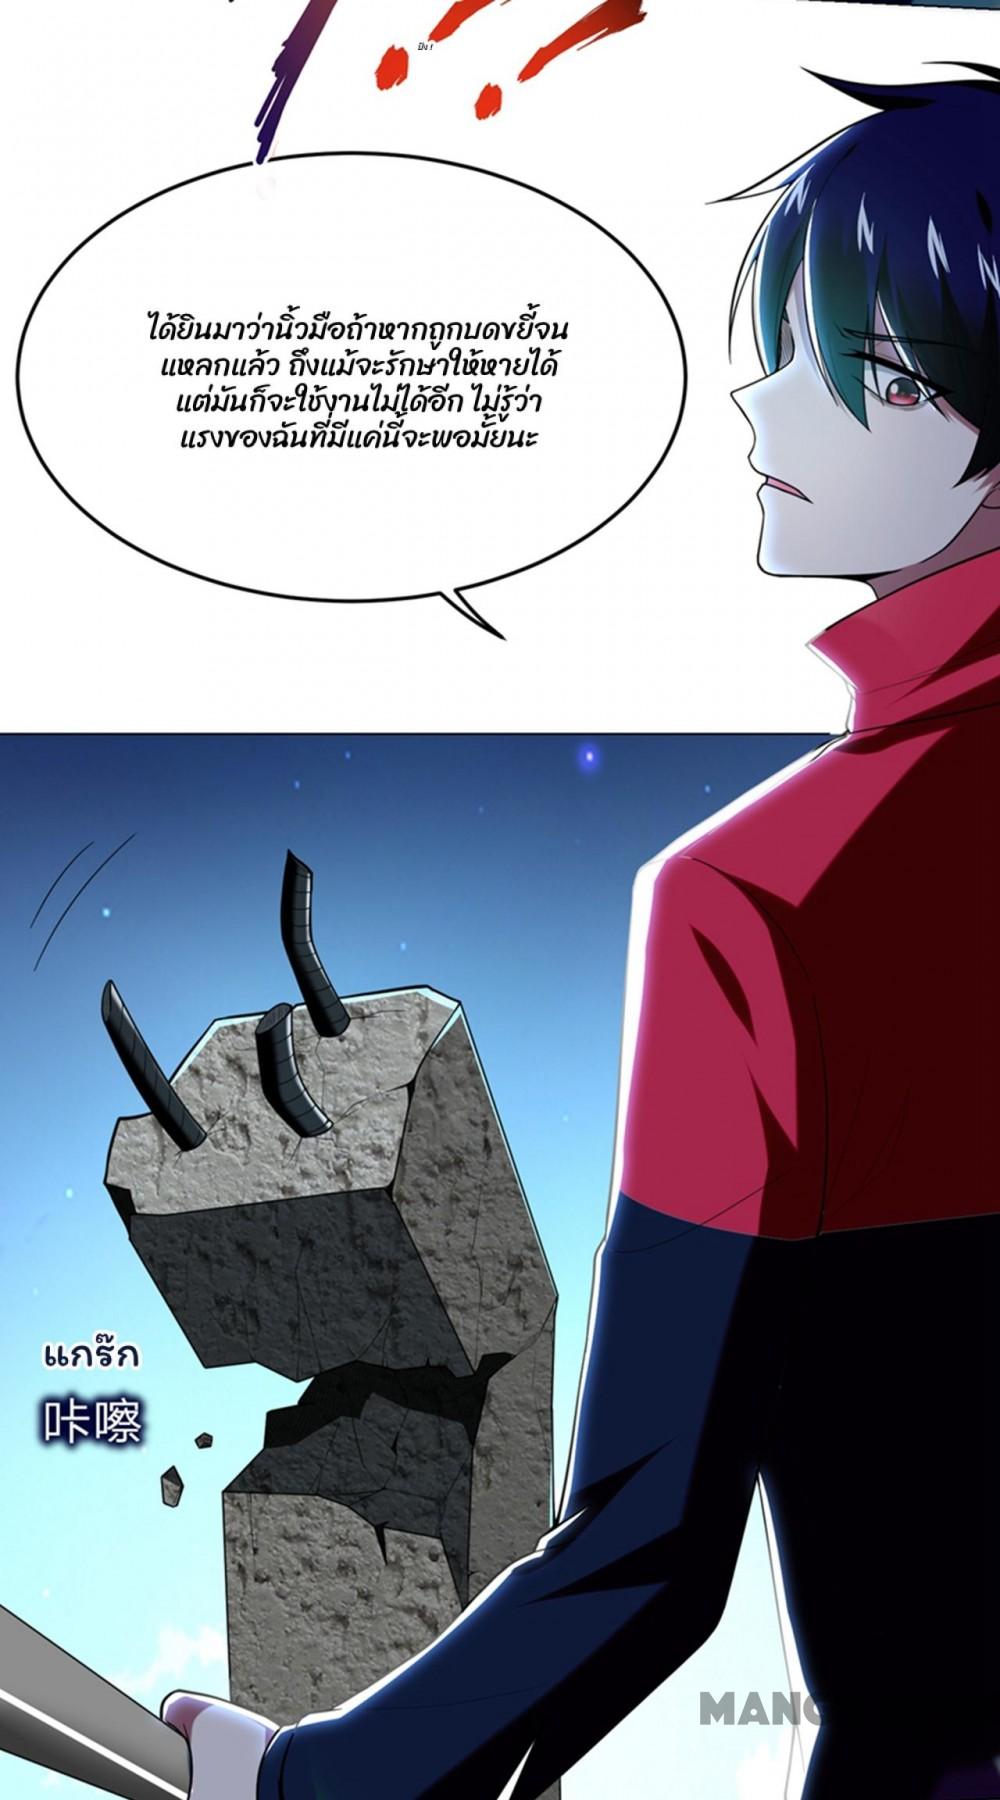 ปัง!
ได้ยินมาว่านิ้วมือถ้าหากถูกบดขยี้จน
แหลกแล้ว ถึงแม้จะรักษาให้หายได้
แต่มันก็จะใช้งานไม่ได้อีก ไม่รู้ว่า
แรงของฉันที่มีแค่นี้จะพอมั้ยนะ
แกร๊ก
咔嚓
MANG